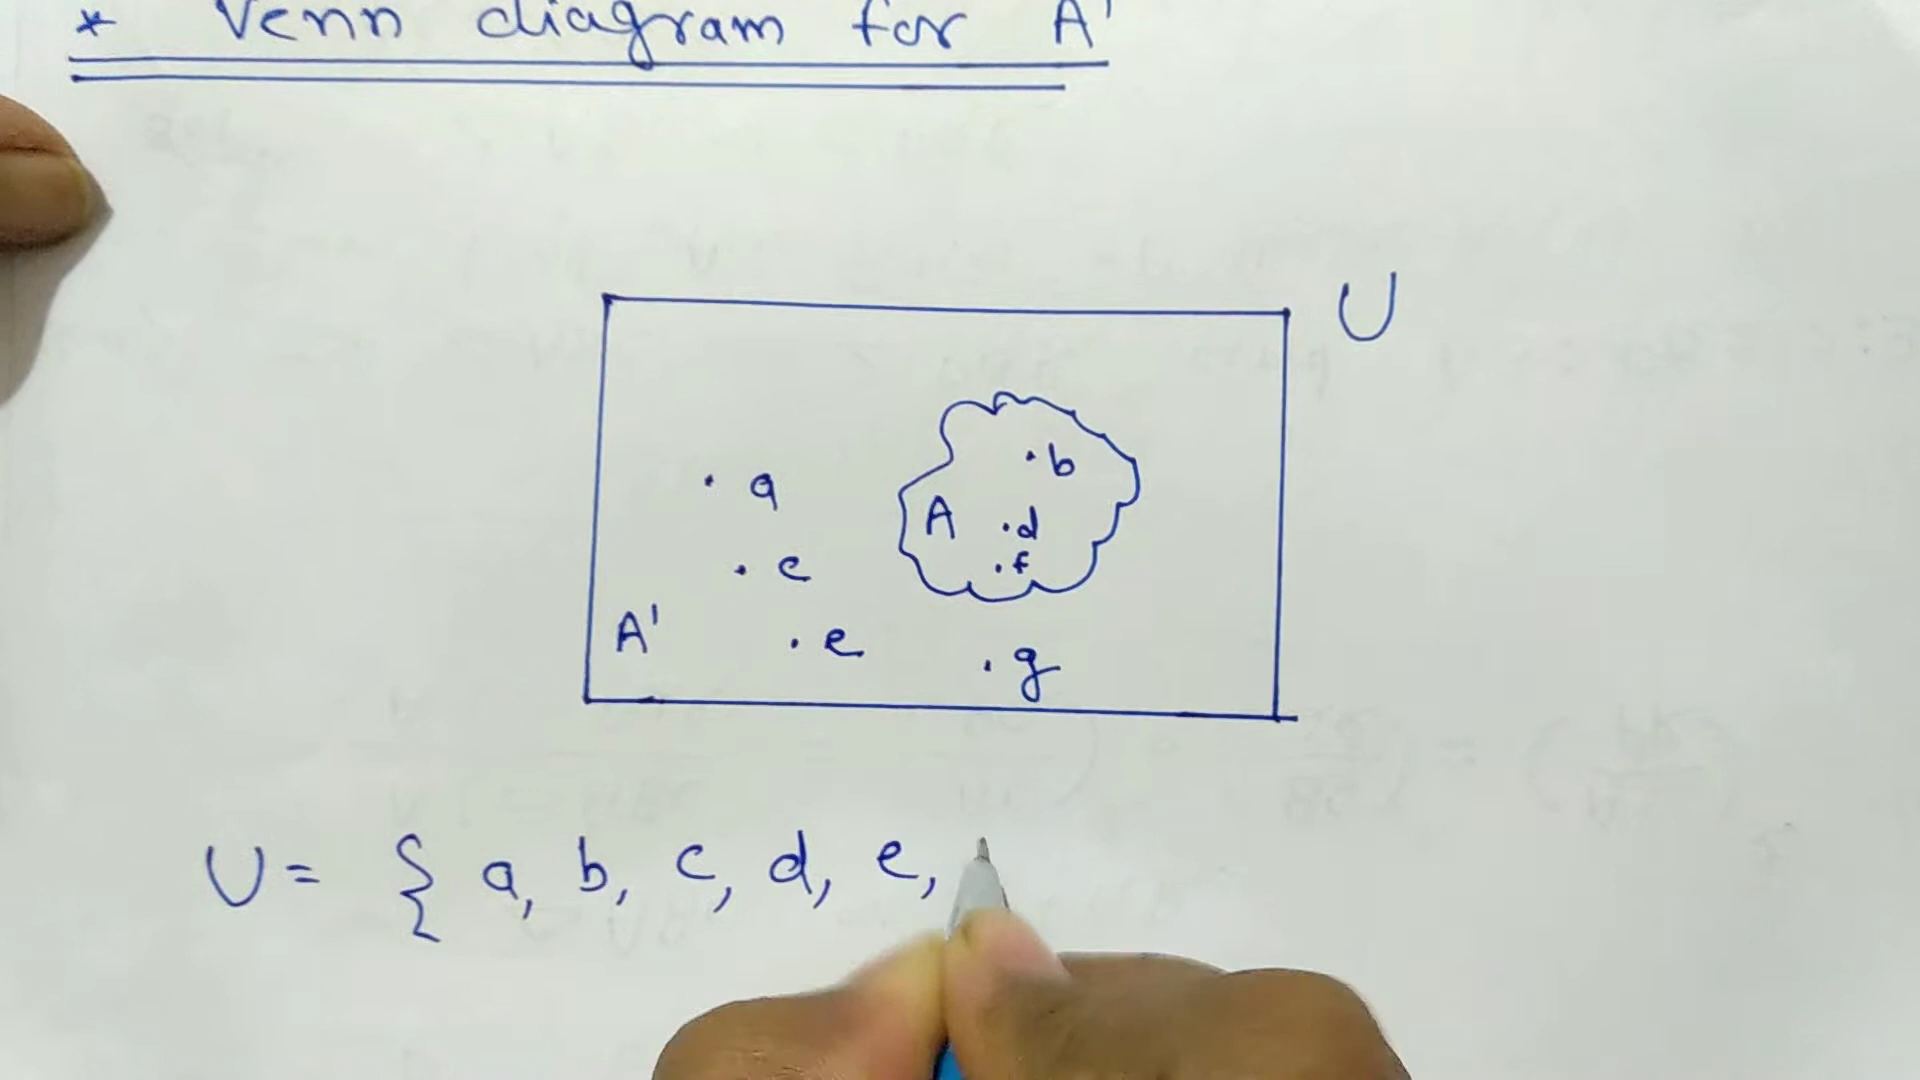 * Venn diagram for A'
U
b
a
A d
c f
A' e g
U = { a, b, c, d, e,